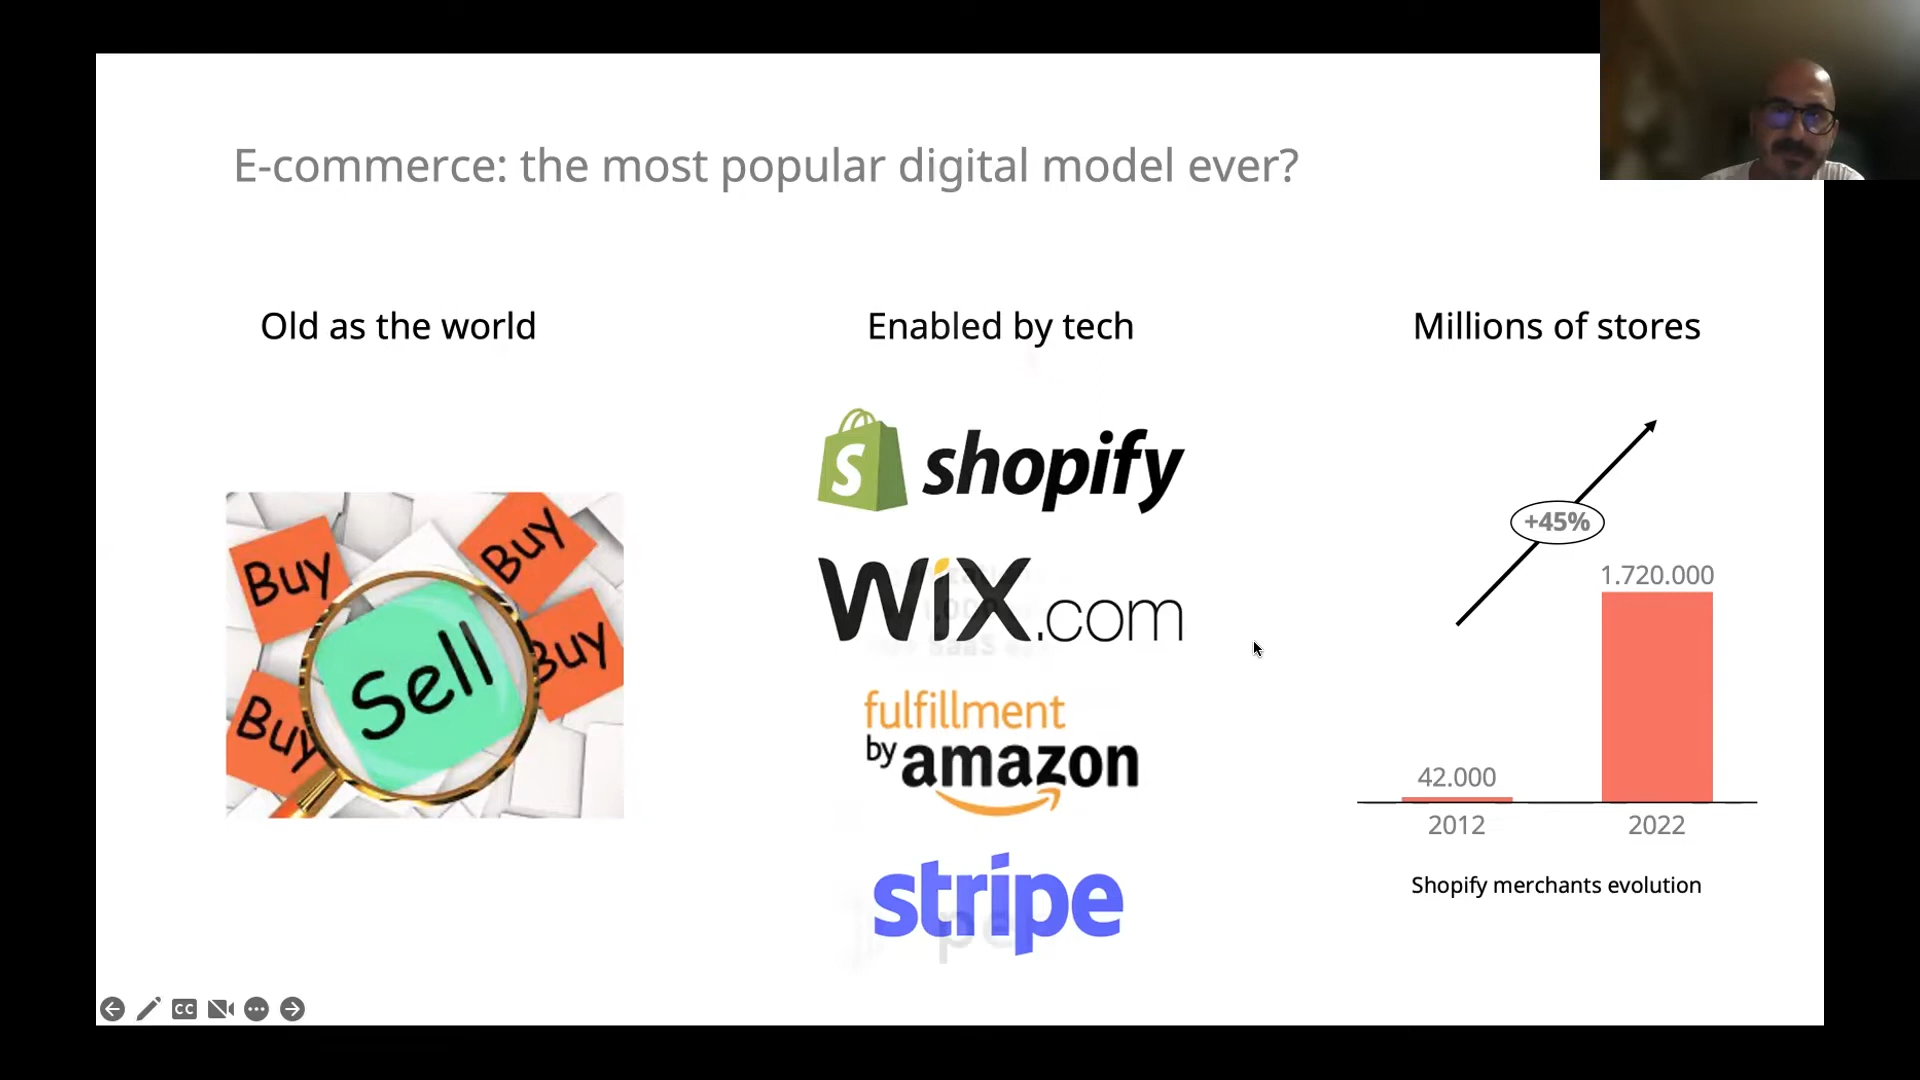 E-commerce: the most popular digital model ever?
Old as the world
Buy
Buy
Buy
Buy
Sell
Enabled by tech
shopify
WiX.com
fulfillment
by amazon
stripe
Millions of stores
+45%
1.720.000
42.000
2012
2022
Shopify merchants evolution
CC